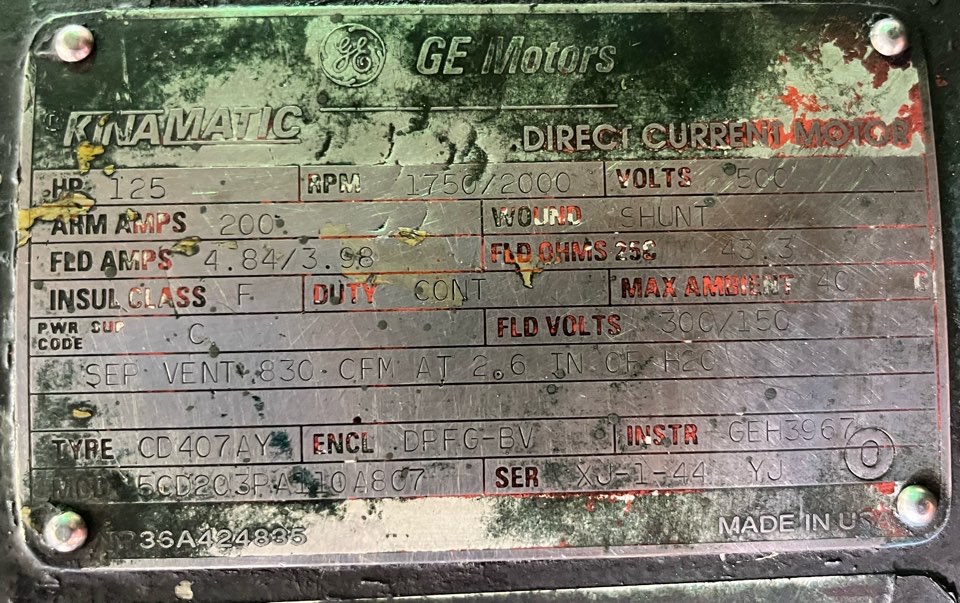 GE GE Motors
KINAMATIC DIRECT CURRENT MOTOR
HP 125 RPM 1750/2000 VOLTS 500
ARM AMPS 200 WOUND SHUNT
FLD AMPS 4.84/3.98 FLD OHMS 25C 43.3
INSUL CLASS F DUTY CONT MAX AMBIENT 40 C
PWR SUP CODE C FLD VOLTS 300/150
SEP VENT 830 CFM AT 2.6 IN OF H2O
TYPE CD407AY ENCL DPFG-BV INSTR GEH3967
MOD 5CD203PA110A807 SER XJ-1-44 YJ O
36A424835 MADE IN